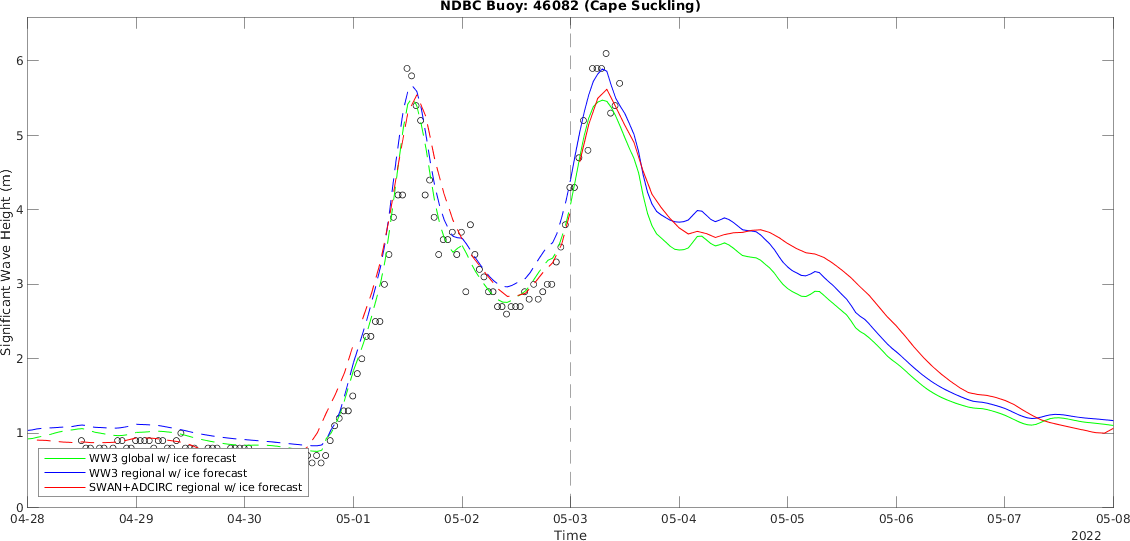 NDBC Buoy: 46082 (Cape Suckling)
Significant Wave Height (m)
6
5
4
3
2
1
0
WW3 global w/ ice forecast
WW3 regional w/ ice forecast
SWAN+ADCIRC regional w/ ice forecast
04-28 04-29 04-30 05-01 05-02 05-03 05-04 05-05 05-06 05-07 05-08
Time
2022